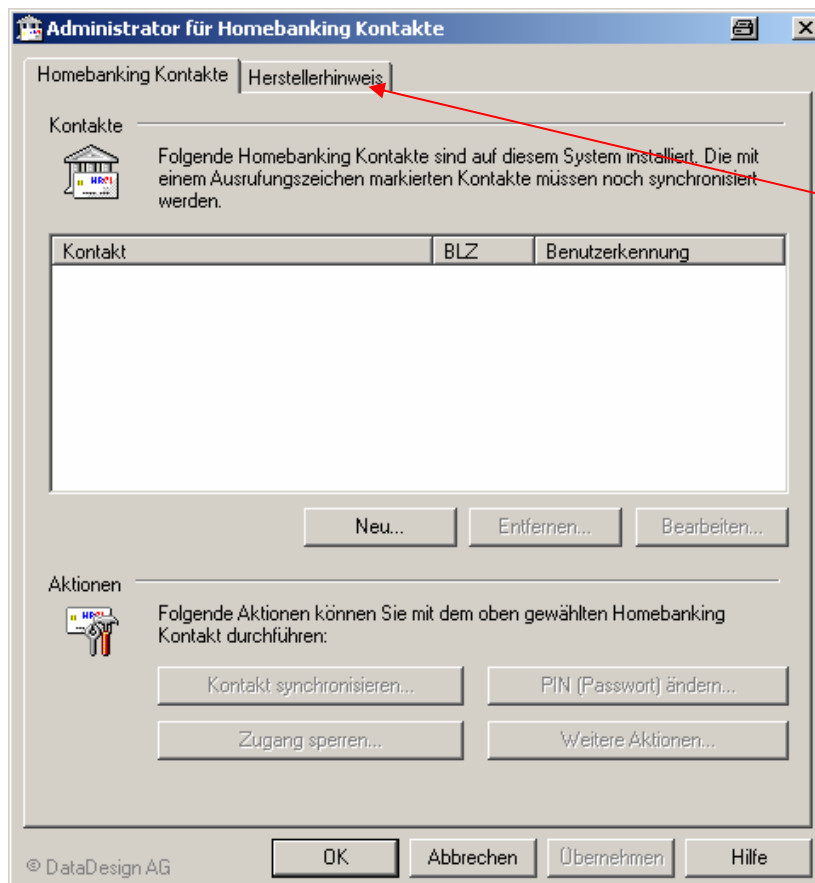 Administrator für Homebanking Kontakte
Homebanking Kontakte
Herstellerhinweis
Kontakte
Folgende Homebanking Kontakte sind auf diesem System installiert. Die mit
einem Ausrufungszeichen markierten Kontakte müssen noch synchronisiert
werden.
Kontakt
BLZ
Benutzerkennung
Neu...
Entfernen...
Bearbeiten...
Aktionen
Folgende Aktionen können Sie mit dem oben gewählten Homebanking
Kontakt durchführen:
Kontakt synchronisieren...
PIN (Passwort) ändern...
Zugang sperren...
Weitere Aktionen...
© DataDesign AG
OK
Abbrechen
Übernehmen
Hilfe